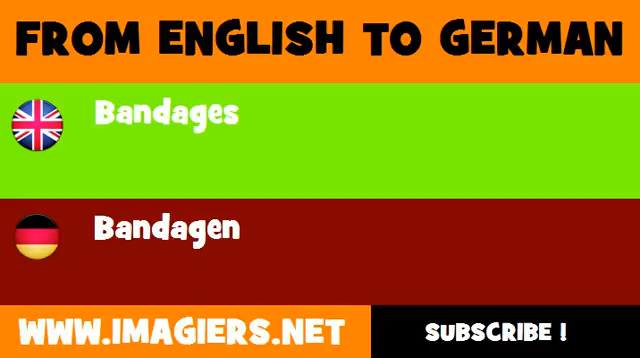 FROM ENGLISH TO GERMAN
Bandages
Bandagen
WWW.IMAGIERS.NET
SUBSCRIBE !